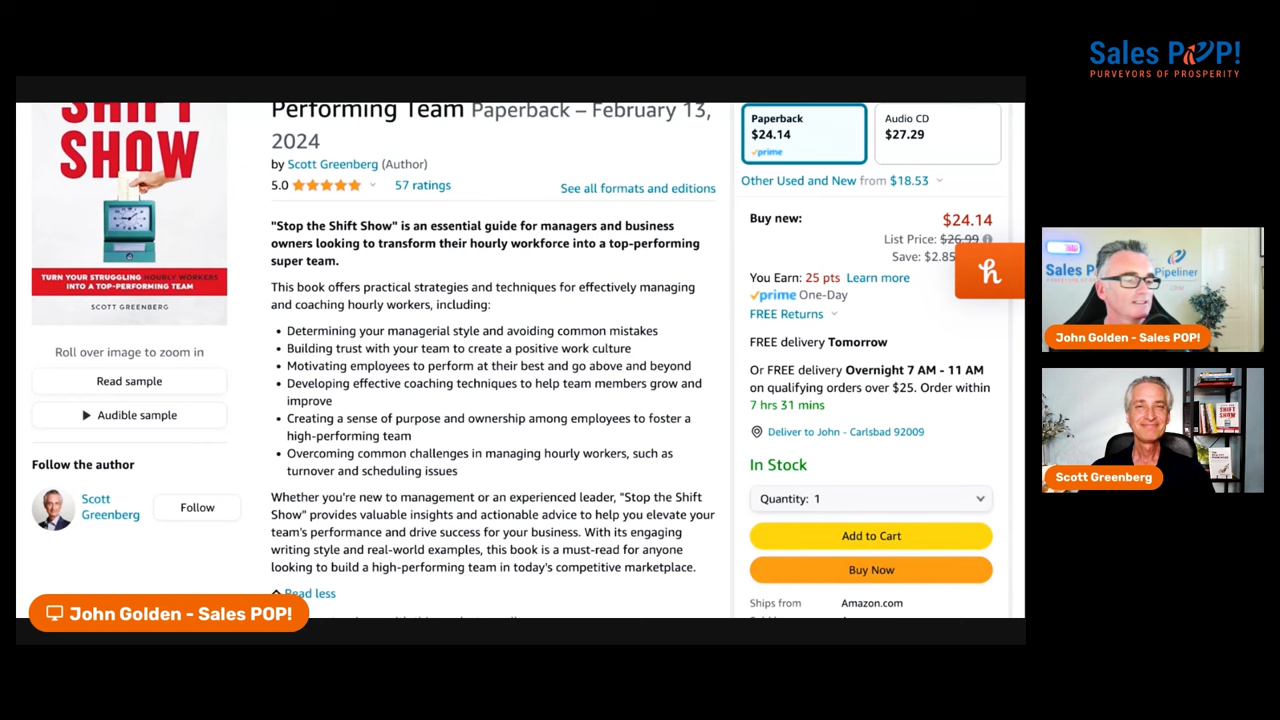 Sales POP!
PURVEYORS OF PROSPERITY
SHIFT
SHOW
TURN YOUR STRUGGLING HOURLY WORKERS
INTO A TOP-PERFORMING TEAM
SCOTT GREENBERG
Roll over image to zoom in
Read sample
Audible sample
Follow the author
Scott
Greenberg
Follow
Performing Team Paperback – February 13,
2024
by Scott Greenberg (Author)
5.0 57 ratings
See all formats and editions
"Stop the Shift Show" is an essential guide for managers and business
owners looking to transform their hourly workforce into a top-performing
super team.
This book offers practical strategies and techniques for effectively managing
and coaching hourly workers, including:
• Determining your managerial style and avoiding common mistakes
• Building trust with your team to create a positive work culture
• Motivating employees to perform at their best and go above and beyond
• Developing effective coaching techniques to help team members grow and
improve
• Creating a sense of purpose and ownership among employees to foster a
high-performing team
• Overcoming common challenges in managing hourly workers, such as
turnover and scheduling issues
Whether you're new to management or an experienced leader, "Stop the Shift
Show" provides valuable insights and actionable advice to help you elevate your
team's performance and drive success for your business. With its engaging
writing style and real-world examples, this book is a must-read for anyone
looking to build a high-performing team in today's competitive marketplace.
Read less
Paperback
$24.14
prime
Audio CD
$27.29
Other Used and New from $18.53
Buy new:
$24.14
List Price: $26.99
Save: $2.85
You Earn: 25 pts Learn more
prime One-Day
FREE Returns
FREE delivery Tomorrow
Or FREE delivery Overnight 7 AM - 11 AM
on qualifying orders over $25. Order within
7 hrs 31 mins
Deliver to John - Carlsbad 92009
In Stock
Quantity: 1
Add to Cart
Buy Now
Ships from Amazon.com
h
John Golden - Sales POP!
Sales P
Pipeliner
John Golden - Sales POP!
SHIFT
SHOW
Scott Greenberg